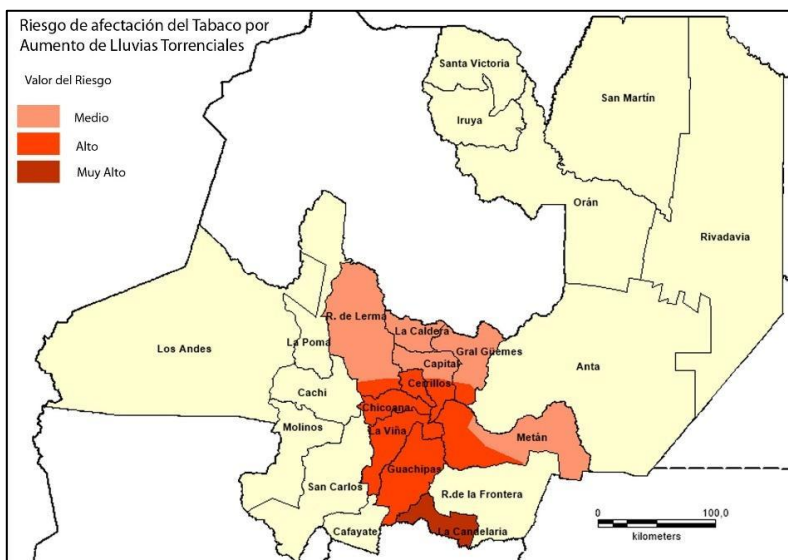 Riesgo de afectación del Tabaco por
Aumento de Lluvias Torrenciales
Valor del Riesgo
Medio
Alto
Muy Alto
Santa Victoria
San Martín
Iruya
Orán
Rivadavia
R. de Lerma
La Caldera
Los Andes
La Poma
Gral Güemes
Capital
Anta
Cerrillos
Cachi
Chicoana
Molinos
La Viña
Metán
Guachipas
San Carlos
R.de la Frontera
Cafayate
La Candelaria
0 100,0
kilometers